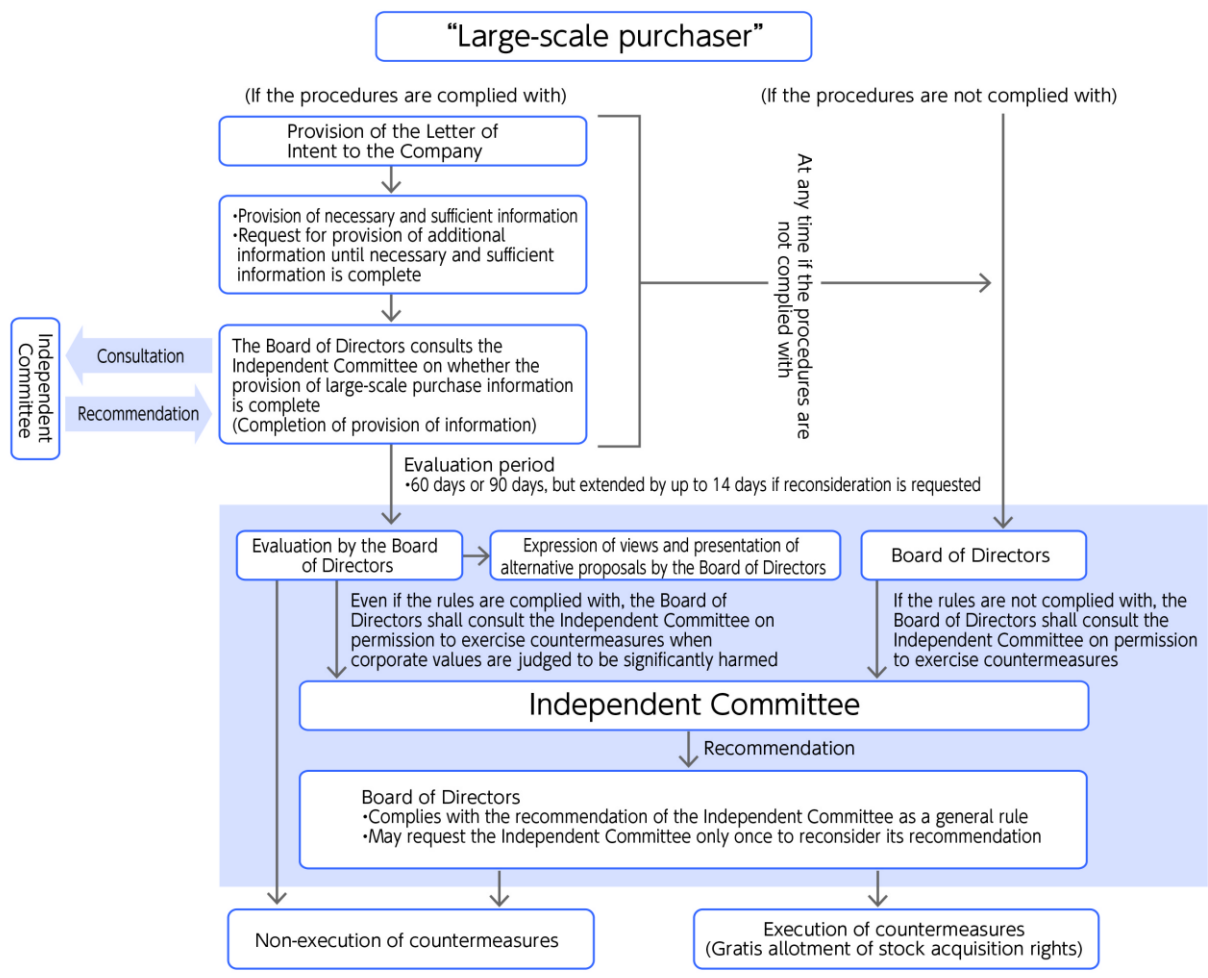 “Large-scale purchaser”
(If the procedures are complied with)
(If the procedures are not complied with)
Provision of the Letter of
Intent to the Company
•Provision of necessary and sufficient information
•Request for provision of additional
information until necessary and sufficient
information is complete
At any time if the procedures are
not complied with
Independent
Committee
Consultation
Recommendation
The Board of Directors consults the
Independent Committee on whether the
provision of large-scale purchase information
is complete
(Completion of provision of information)
Evaluation period
•60 days or 90 days, but extended by up to 14 days if reconsideration is requested
Evaluation by the Board
of Directors
Expression of views and presentation of
alternative proposals by the Board of Directors
Board of Directors
Even if the rules are complied with, the Board of
Directors shall consult the Independent Committee on
permission to exercise countermeasures when
corporate values are judged to be significantly harmed
If the rules are not complied with, the
Board of Directors shall consult the
Independent Committee on permission
to exercise countermeasures
Independent Committee
Recommendation
Board of Directors
•Complies with the recommendation of the Independent Committee as a general rule
•May request the Independent Committee only once to reconsider its recommendation
Non-execution of countermeasures
Execution of countermeasures
(Gratis allotment of stock acquisition rights)